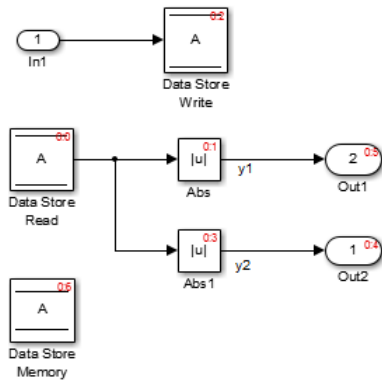 0:2
1
A
In1
Data Store
Write
0:0
A
0:1
|u|
y1
0:5
2
Data Store
Read
Abs
Out1
0:3
|u|
y2
0:4
1
Abs1
Out2
0:6
A
Data Store
Memory